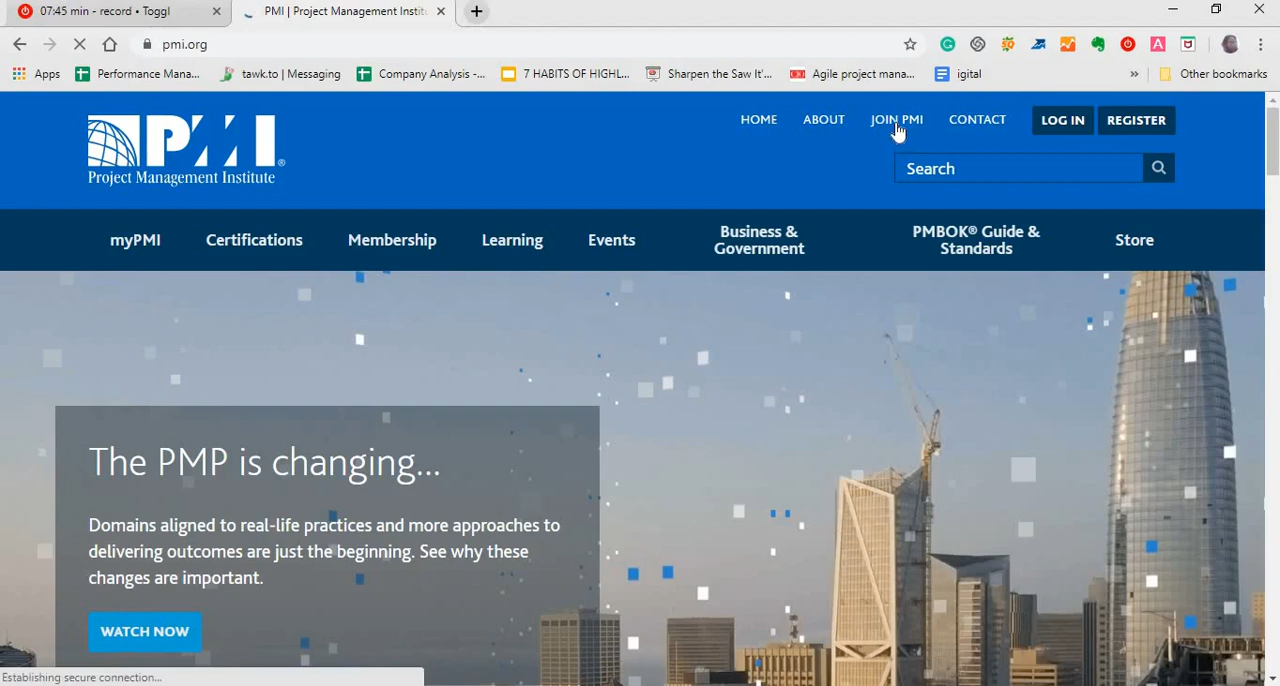 07:45 min - record • Toggl
PMI | Project Management Institu
pmi.org
Apps
Performance Mana...
tawk.to | Messaging
Company Analysis -...
7 HABITS OF HIGHL...
Sharpen the Saw It'...
Agile project mana...
igital
»
Other bookmarks
PMI®
Project Management Institute
HOME
ABOUT
JOIN PMI
CONTACT
LOG IN
REGISTER
Search
myPMI
Certifications
Membership
Learning
Events
Business &
Government
PMBOK® Guide &
Standards
Store
The PMP is changing...
Domains aligned to real-life practices and more approaches to
delivering outcomes are just the beginning. See why these
changes are important.
WATCH NOW
Establishing secure connection...